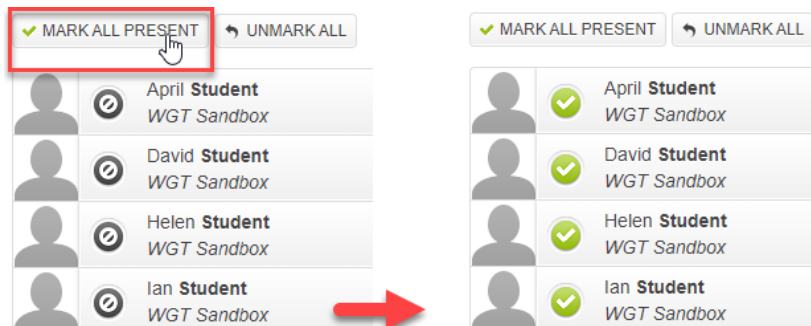 MARK ALL PRESENT
UNMARK ALL
April Student
WGT Sandbox
David Student
WGT Sandbox
Helen Student
WGT Sandbox
Ian Student
WGT Sandbox
MARK ALL PRESENT
UNMARK ALL
April Student
WGT Sandbox
David Student
WGT Sandbox
Helen Student
WGT Sandbox
Ian Student
WGT Sandbox